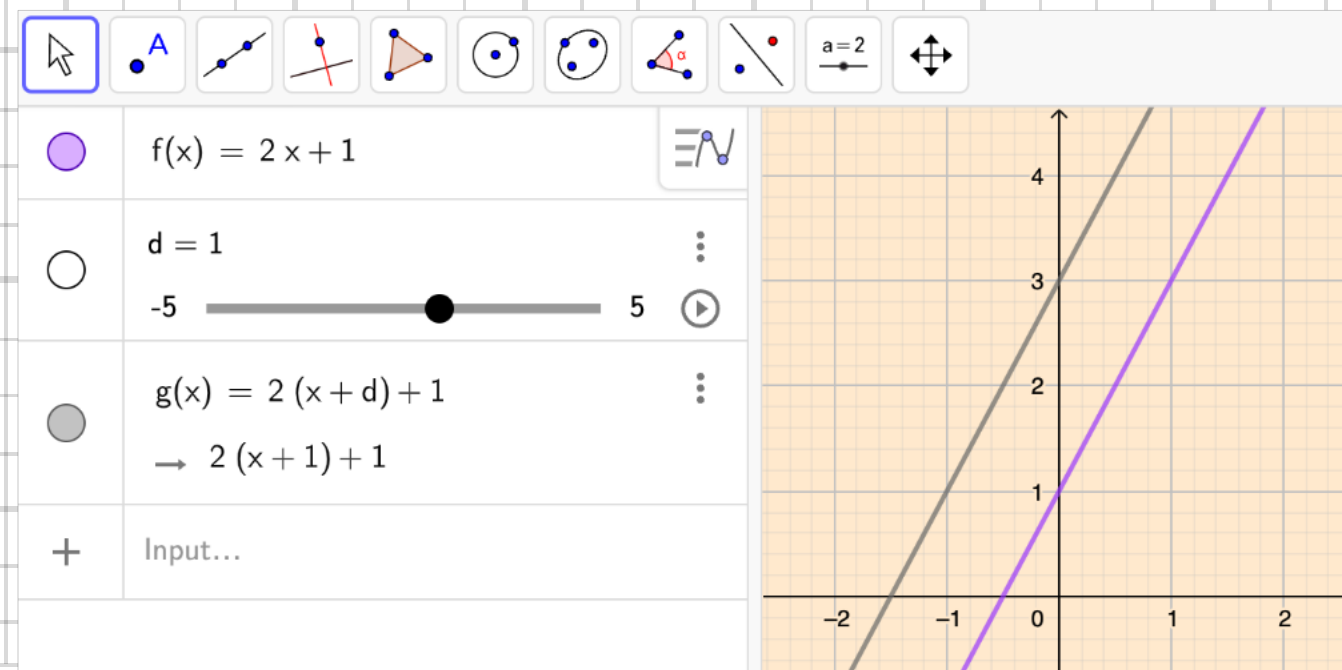 A
α
a = 2
f(x) = 2 x + 1
d = 1
-5 5
g(x) = 2 (x + d) + 1
→ 2 (x + 1) + 1
+ Input…
4
3
2
1
–2 –1 0 1 2